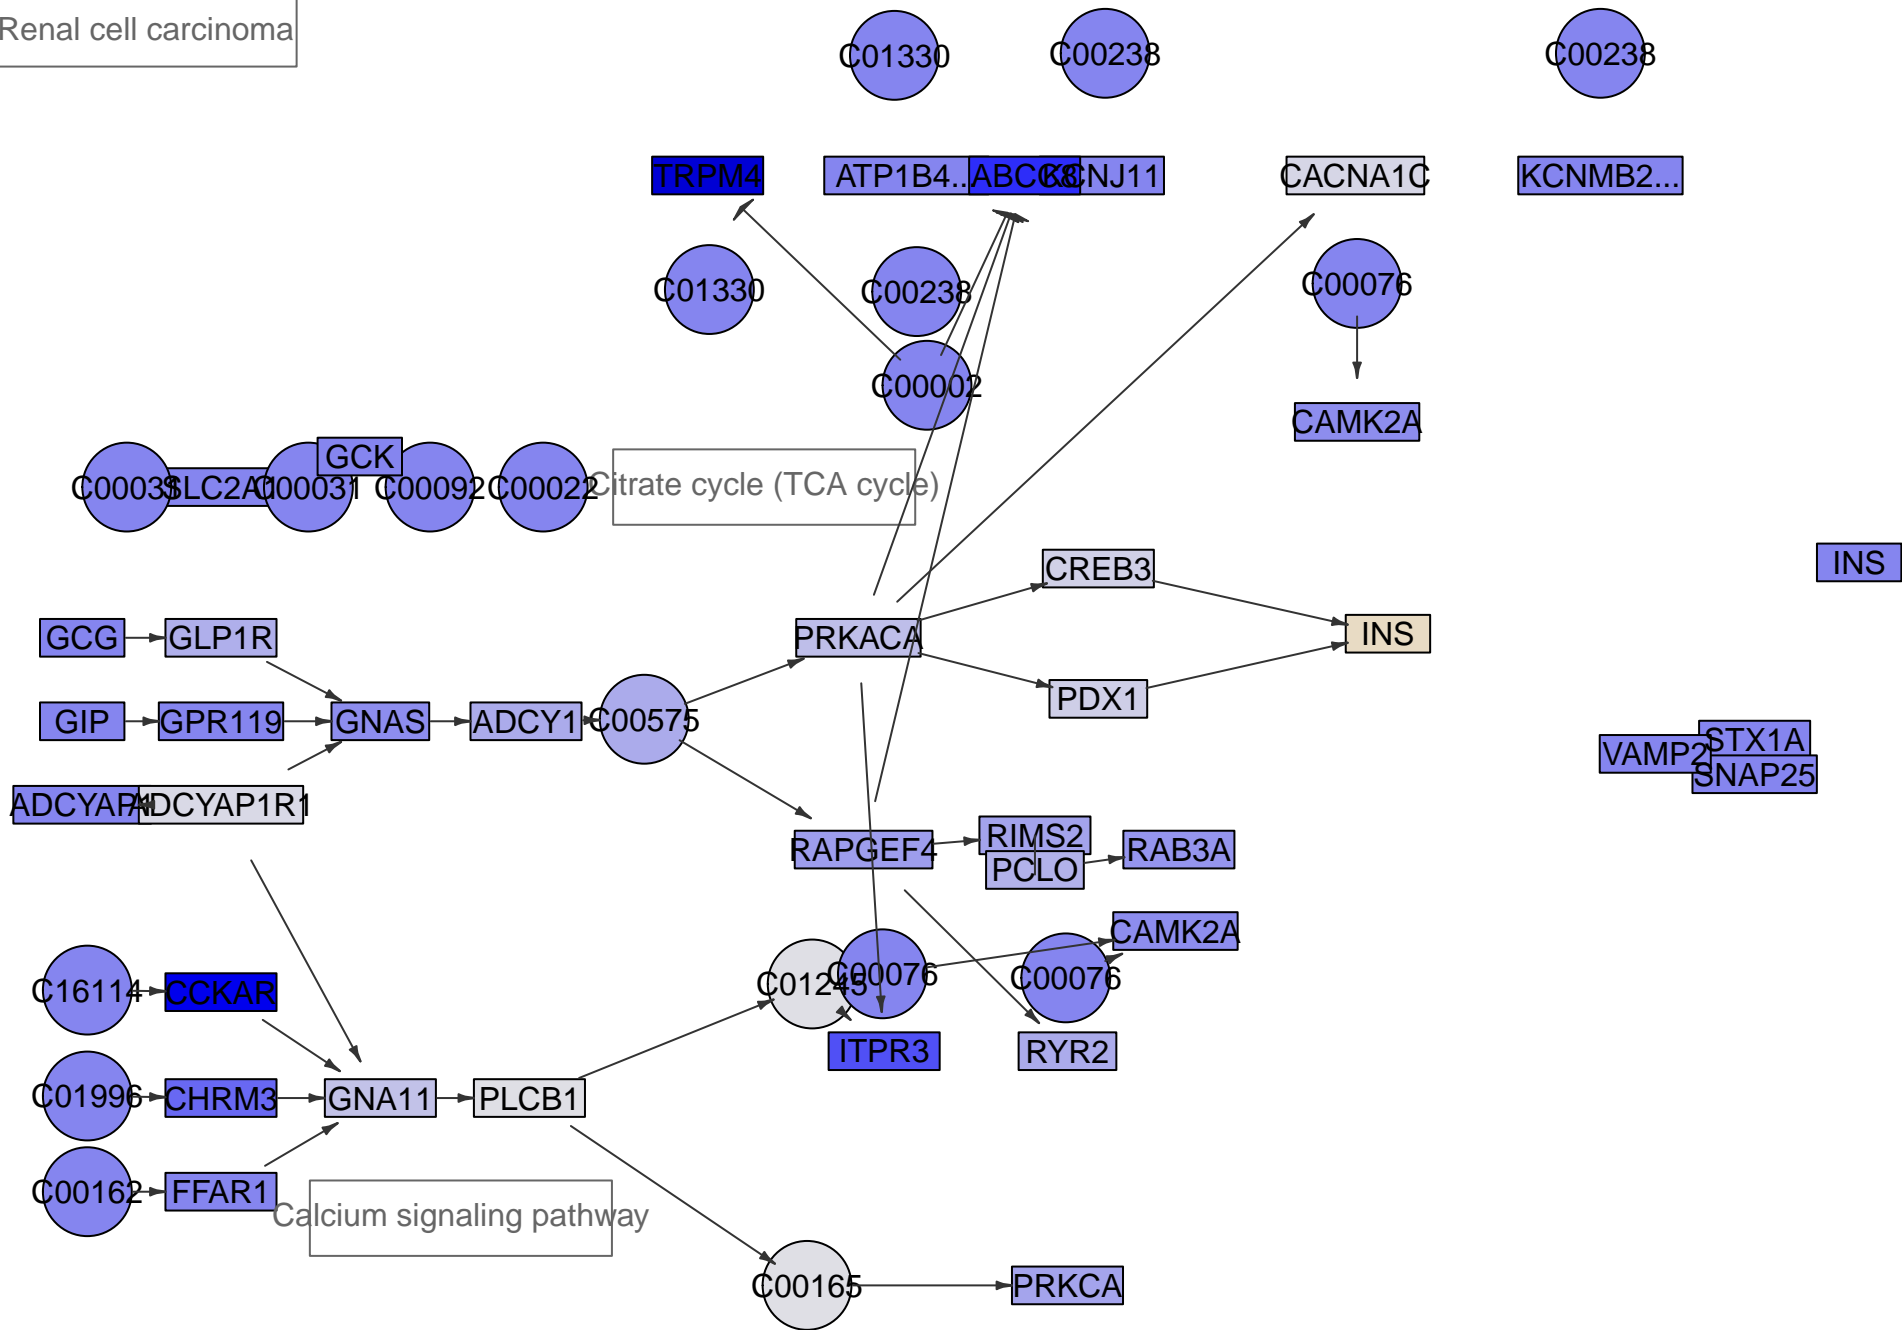 Renal cell carcinoma
C01330
C00238
C00238
TRPM4
ATP1B4...
ABCC8
KCNJ11
CACNA1C
KCNMB2...
C01330
C00238
C00076
C00002
CAMK2A
C00031
SLC2A1
C00031
GCK
C00092
C00022
Citrate cycle (TCA cycle)
CREB3
INS
GCG
GLP1R
PRKACA
INS
PDX1
GIP
GPR119
GNAS
ADCY1
C00575
STX1A
VAMP2
SNAP25
ADCYAP1
ADCYAP1R1
RAPGEF4
RIMS2
PCLO
RAB3A
CAMK2A
C16114
CCKAR
C01245
C00076
C00076
ITPR3
RYR2
C01996
CHRM3
GNA11
PLCB1
C00162
FFAR1
Calcium signaling pathway
C00165
PRKCA